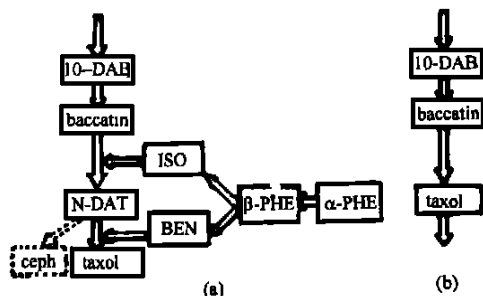 10-DAB
baccatin
ISO
N-DAT
β-PHE
α-PHE
BEN
ceph
taxol
(a)
10-DAB
baccatin
taxol
(b)